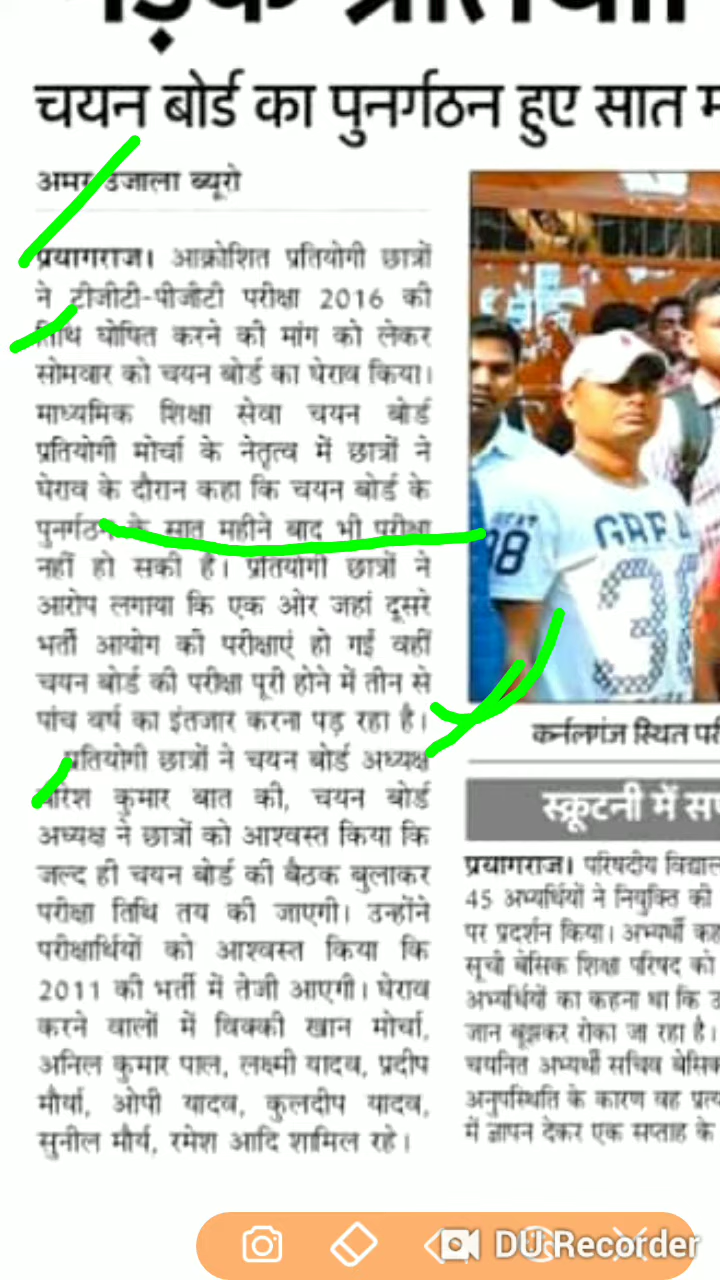 चयन बोर्ड का पुनर्गठन हुए सात
अमर उजाला ब्यूरो
प्रयागराज। आक्रोशित प्रतियोगी छात्रों
ने टीजीटी-पीजीटी परीक्षा 2016 की
तिथि घोषित करने की मांग को लेकर
सोमवार को चयन बोर्ड का घेराव किया।
माध्यमिक शिक्षा सेवा चयन बोर्ड
प्रतियोगी मोर्चा के नेतृत्व में छात्रों ने
घेराव के दौरान कहा कि चयन बोर्ड के
पुनर्गठन के सात महीने बाद भी परीक्षा
नहीं हो सकी है। प्रतियोगी छात्रों ने
आरोप लगाया कि एक ओर जहां दूसरे
भर्ती आयोग की परीक्षाएं हो गई वहीं
चयन बोर्ड की परीक्षा पूरी होने में तीन से
पांच वर्ष का इंतजार करना पड़ रहा है।
प्रतियोगी छात्रों ने चयन बोर्ड अध्यक्ष
कुमार बात की, चयन बोर्ड
अध्यक्ष ने छात्रों को आश्वस्त किया कि
जल्द ही चयन बोर्ड की बैठक बुलाकर
परीक्षा तिथि तय की जाएगी। उन्होंने
परीक्षार्थियों को आश्वस्त किया कि
2011 की भर्ती में तेजी आएगी। घेराव
करने वालों में विक्की खान मोर्चा,
अनिल कुमार पाल, लक्ष्मी यादव, प्रदीप
मौर्या, ओपी यादव, कुलदीप यादव,
सुनील मौर्य, रमेश आदि शामिल रहे।
GREA
98
3
कर्नलगंज स्थित
स्क्रूटनी में
प्रयागराज। परिषदीय
45 अभ्यर्थियों ने नियुक्ति की
पर प्रदर्शन किया। अभ्यर्थी
सूची बेसिक शिक्षा परिषद को
अभ्यर्थियों का कहना था कि
जान बूझकर रोका जा रहा है।
चयनित अभ्यर्थी सचिव बेसिक
अनुपस्थिति के कारण वह
में ज्ञापन देकर एक सप्ताह के
DU Recorder